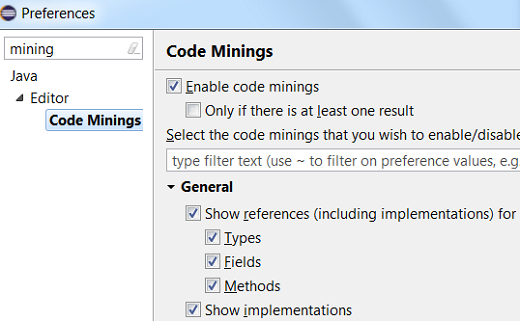 Preferences
mining
Java
Editor
Code Minings
Code Minings
Enable code minings
Only if there is at least one result
Select the code minings that you wish to enable/disable
type filter text (use ~ to filter on preference values, e.g.
General
Show references (including implementations) for
Types
Fields
Methods
Show implementations